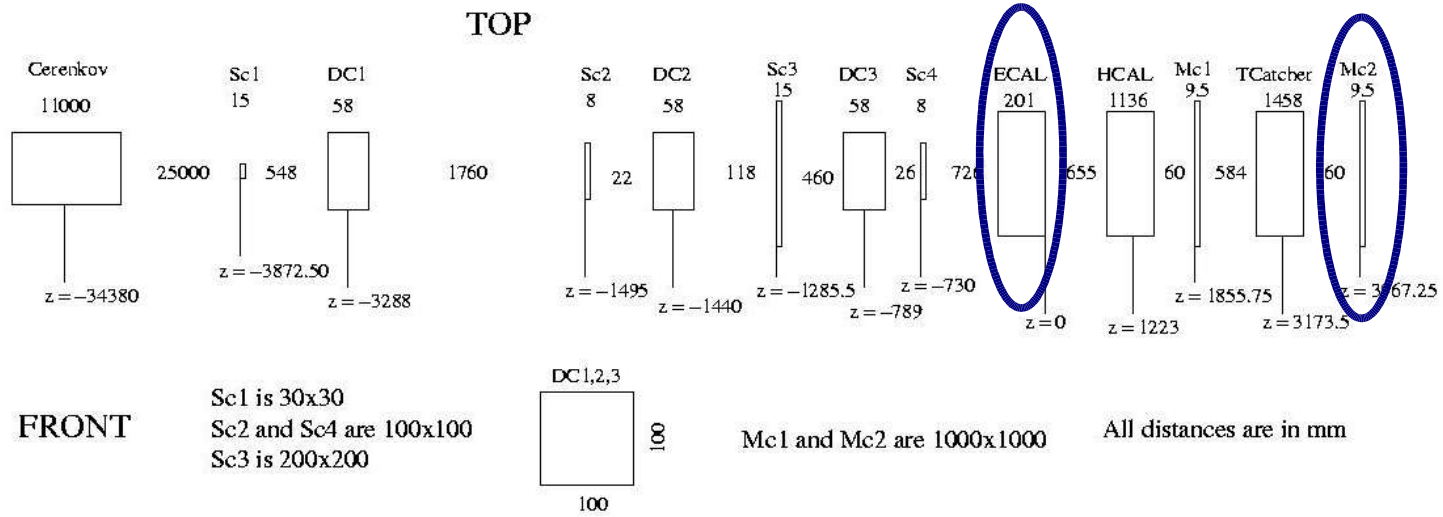 TOP
Cerenkov
11000
Sc1
15
DC1
58
Sc2
8
DC2
58
Sc3
15
DC3
58
Sc4
8
ECAL
201
HCAL
1136
Mc1
9.5
TCatcher
1458
Mc2
9.5
25000
548
1760
22
118
460
26
655
60
584
60
z = −34380
z = −3872.50
z = −3288
z = −1495
z = −1440
z = −1285.5
z = −789
z = −730
z = 0
z = 1223
z = 1855.75
z = 3173.5
FRONT
Sc1 is 30x30
Sc2 and Sc4 are 100x100
Sc3 is 200x200
DC1,2,3
100
100
Mc1 and Mc2 are 1000x1000
All distances are in mm